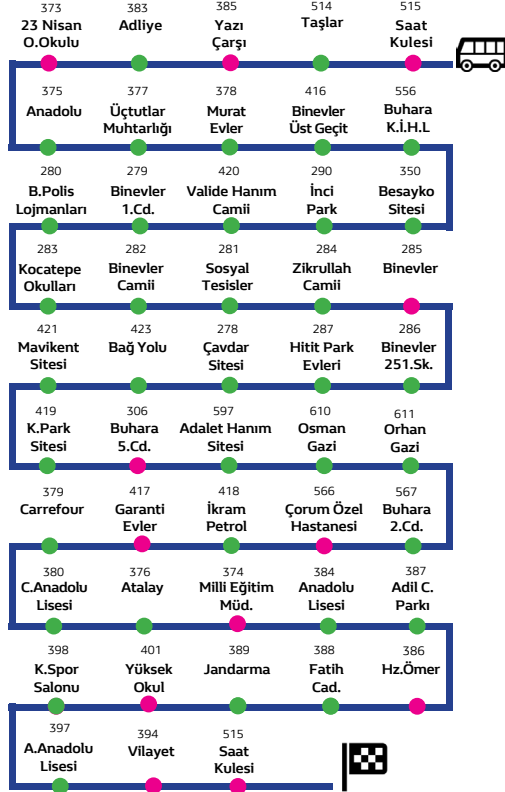 373 383 385 514 515
23 Nisan Adliye Yazı Taşlar Saat
O.Okulu Çarşı Kulesi
375 377 378 416 556
Anadolu Üçtutlar Murat Binevler Buhara
Muhtarlığı Evler Üst Geçit K.İ.H.L
280 279 420 290 350
B.Polis Binevler Valide Hanım İnci Besayko
Lojmanları 1.Cd. Camii Park Sitesi
283 282 281 284 285
Kocatepe Binevler Sosyal Zikrullah Binevler
Okulları Camii Tesisler Camii
421 423 278 287 286
Mavikent Bağ Yolu Çavdar Hitit Park Binevler
Sitesi Sitesi Evleri 251.Sk.
419 306 597 610 611
K.Park Buhara Adalet Hanım Osman Orhan
Sitesi 5.Cd. Sitesi Gazi Gazi
379 417 418 566 567
Carrefour Garanti İkram Çorum Özel Buhara
Evler Petrol Hastanesi 2.Cd.
380 376 374 384 387
C.Anadolu Atalay Milli Eğitim Anadolu Adil C.
Lisesi Müd. Lisesi Parkı
398 401 389 388 386
K.Spor Yüksek Jandarma Fatih Hz.Ömer
Salonu Okul Cad.
397 394 515
A.Anadolu Vilayet Saat
Lisesi Kulesi